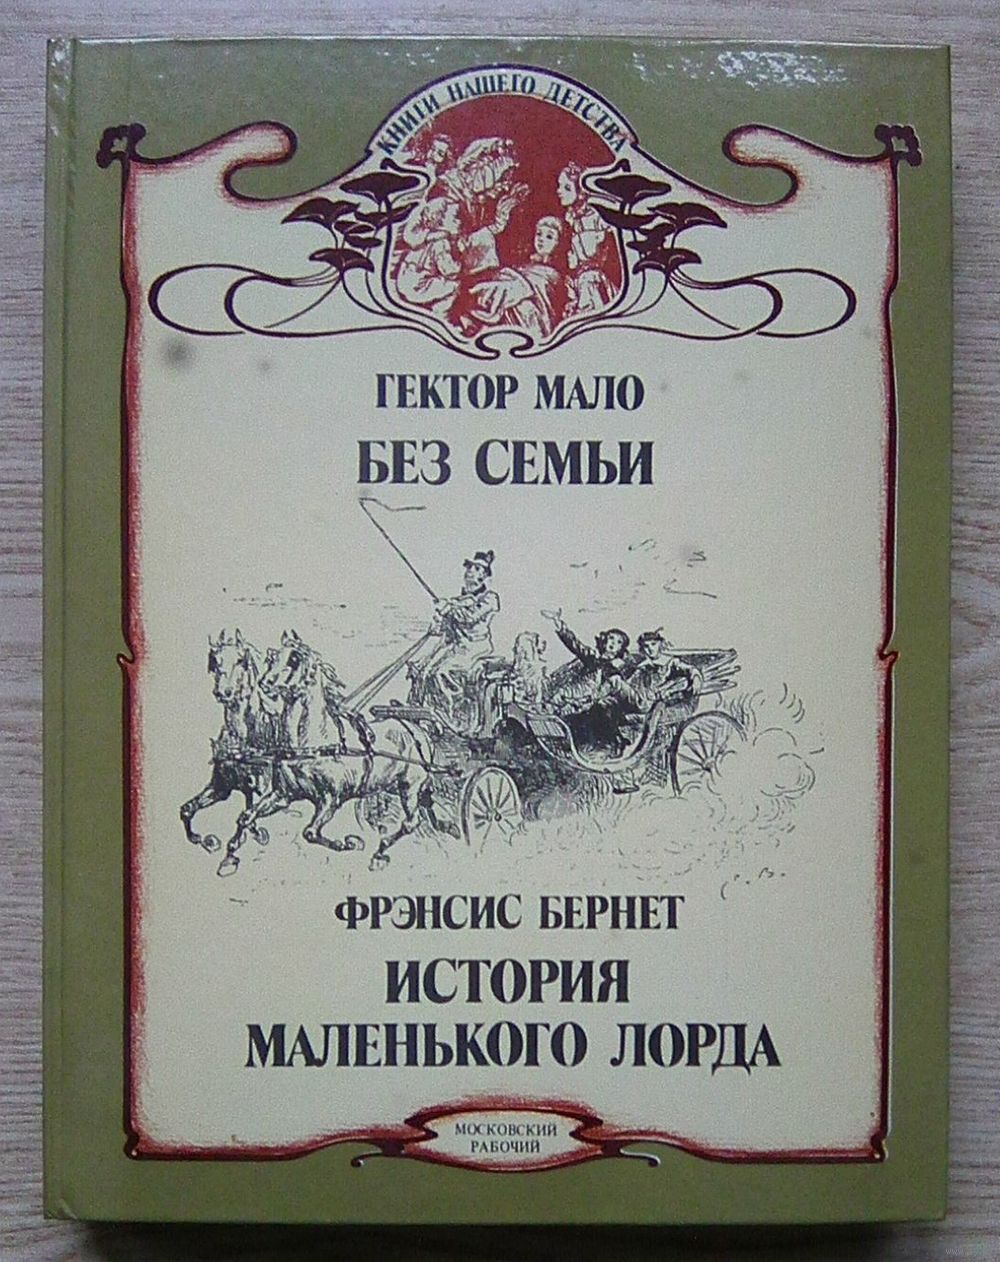 КНИГИ НАШЕГО ДЕТСТВА
ГЕКТОР МАЛО
БЕЗ СЕМЬИ
ФРЭНСИС БЕРНЕТ
ИСТОРИЯ
МАЛЕНЬКОГО ЛОРДА
МОСКОВСКИЙ
РАБОЧИЙ